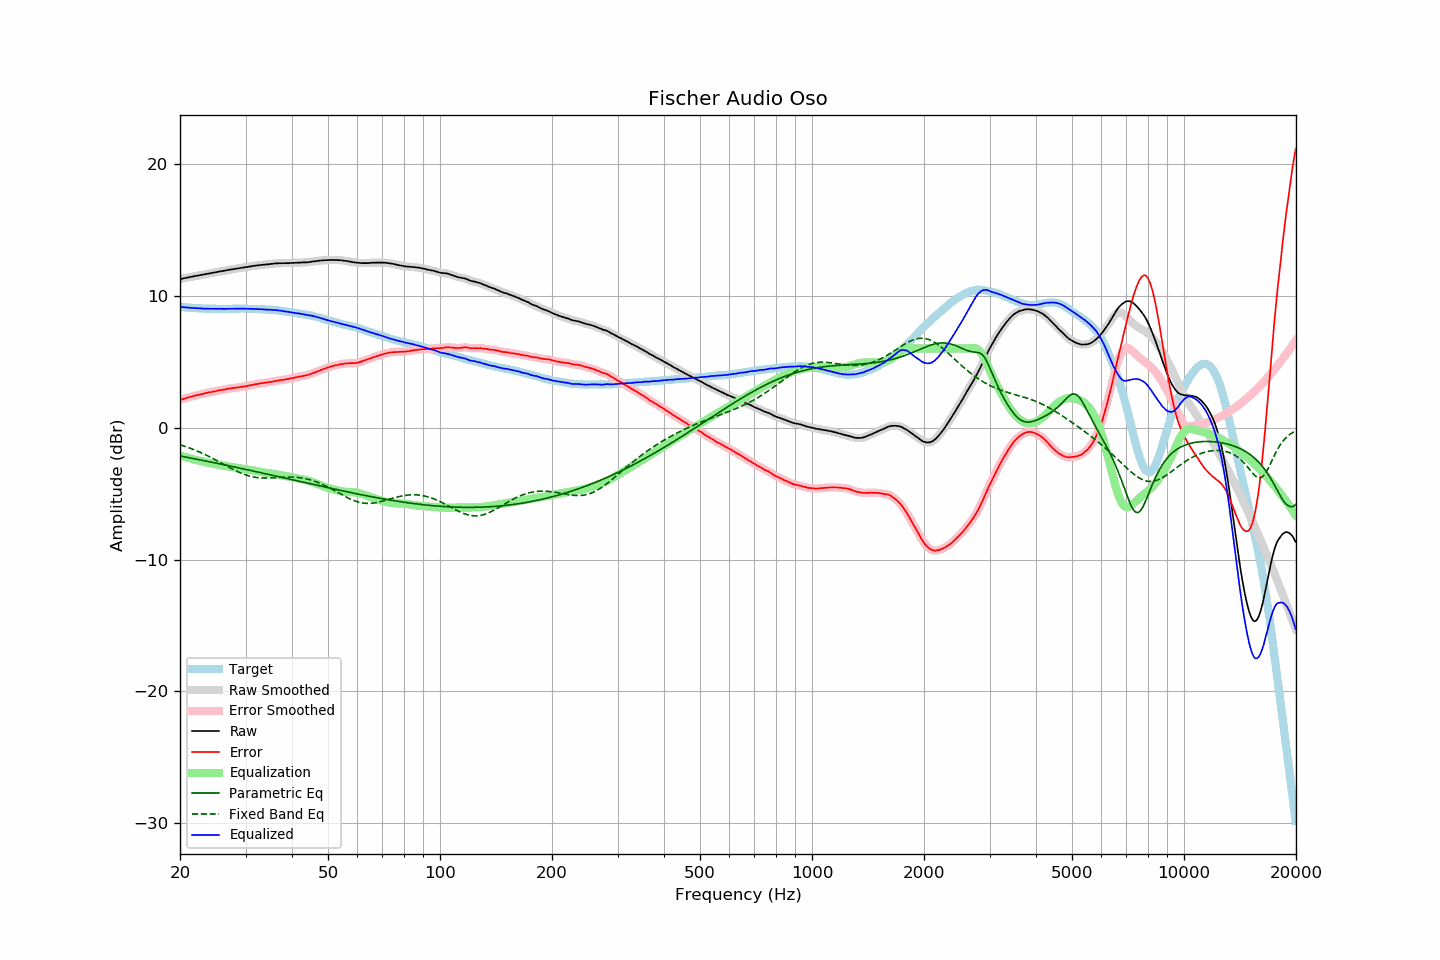 Fischer Audio Oso
Amplitude (dBr)
20
10
0
−10
−20
−30
Target
Raw Smoothed
Error Smoothed
Raw
Error
Equalization
Parametric Eq
Fixed Band Eq
Equalized
20 50 100 200 500 1000 2000 5000 10000 20000
Frequency (Hz)